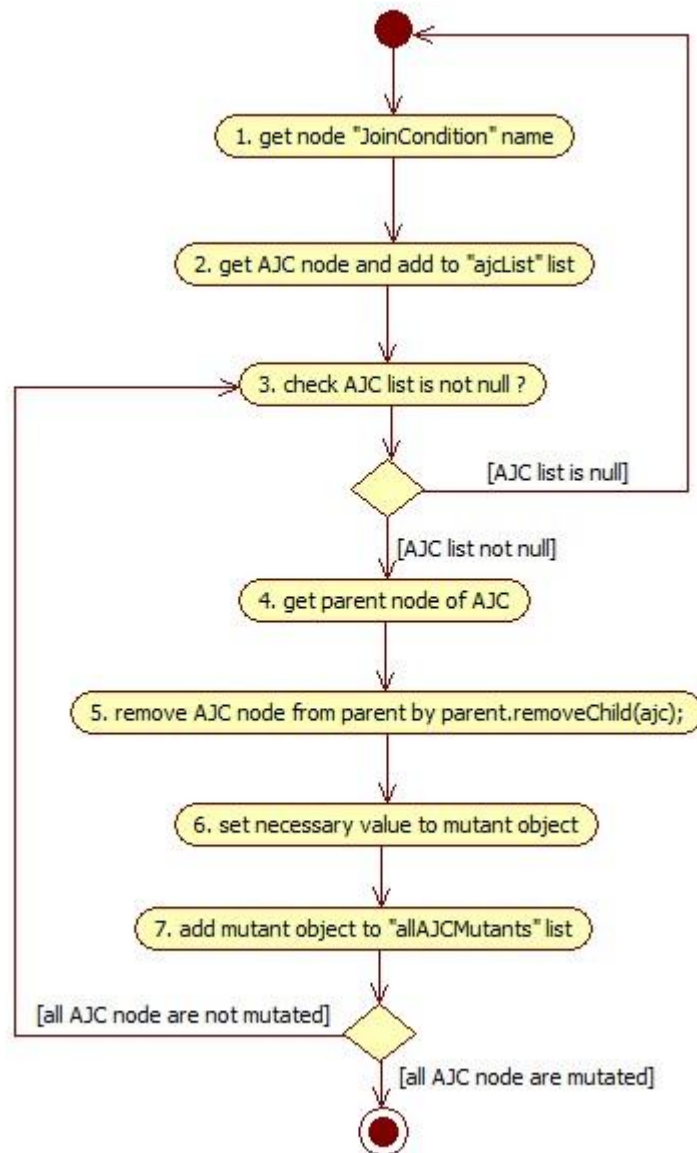 1. get node "JoinCondition" name
2. get AJC node and add to "ajcList" list
3. check AJC list is not null ?
[AJC list is null]
[AJC list not null]
4. get parent node of AJC
5. remove AJC node from parent by parent.removeChild(ajc);
6. set necessary value to mutant object
7. add mutant object to "allAJCMutants" list
[all AJC node are not mutated]
[all AJC node are mutated]